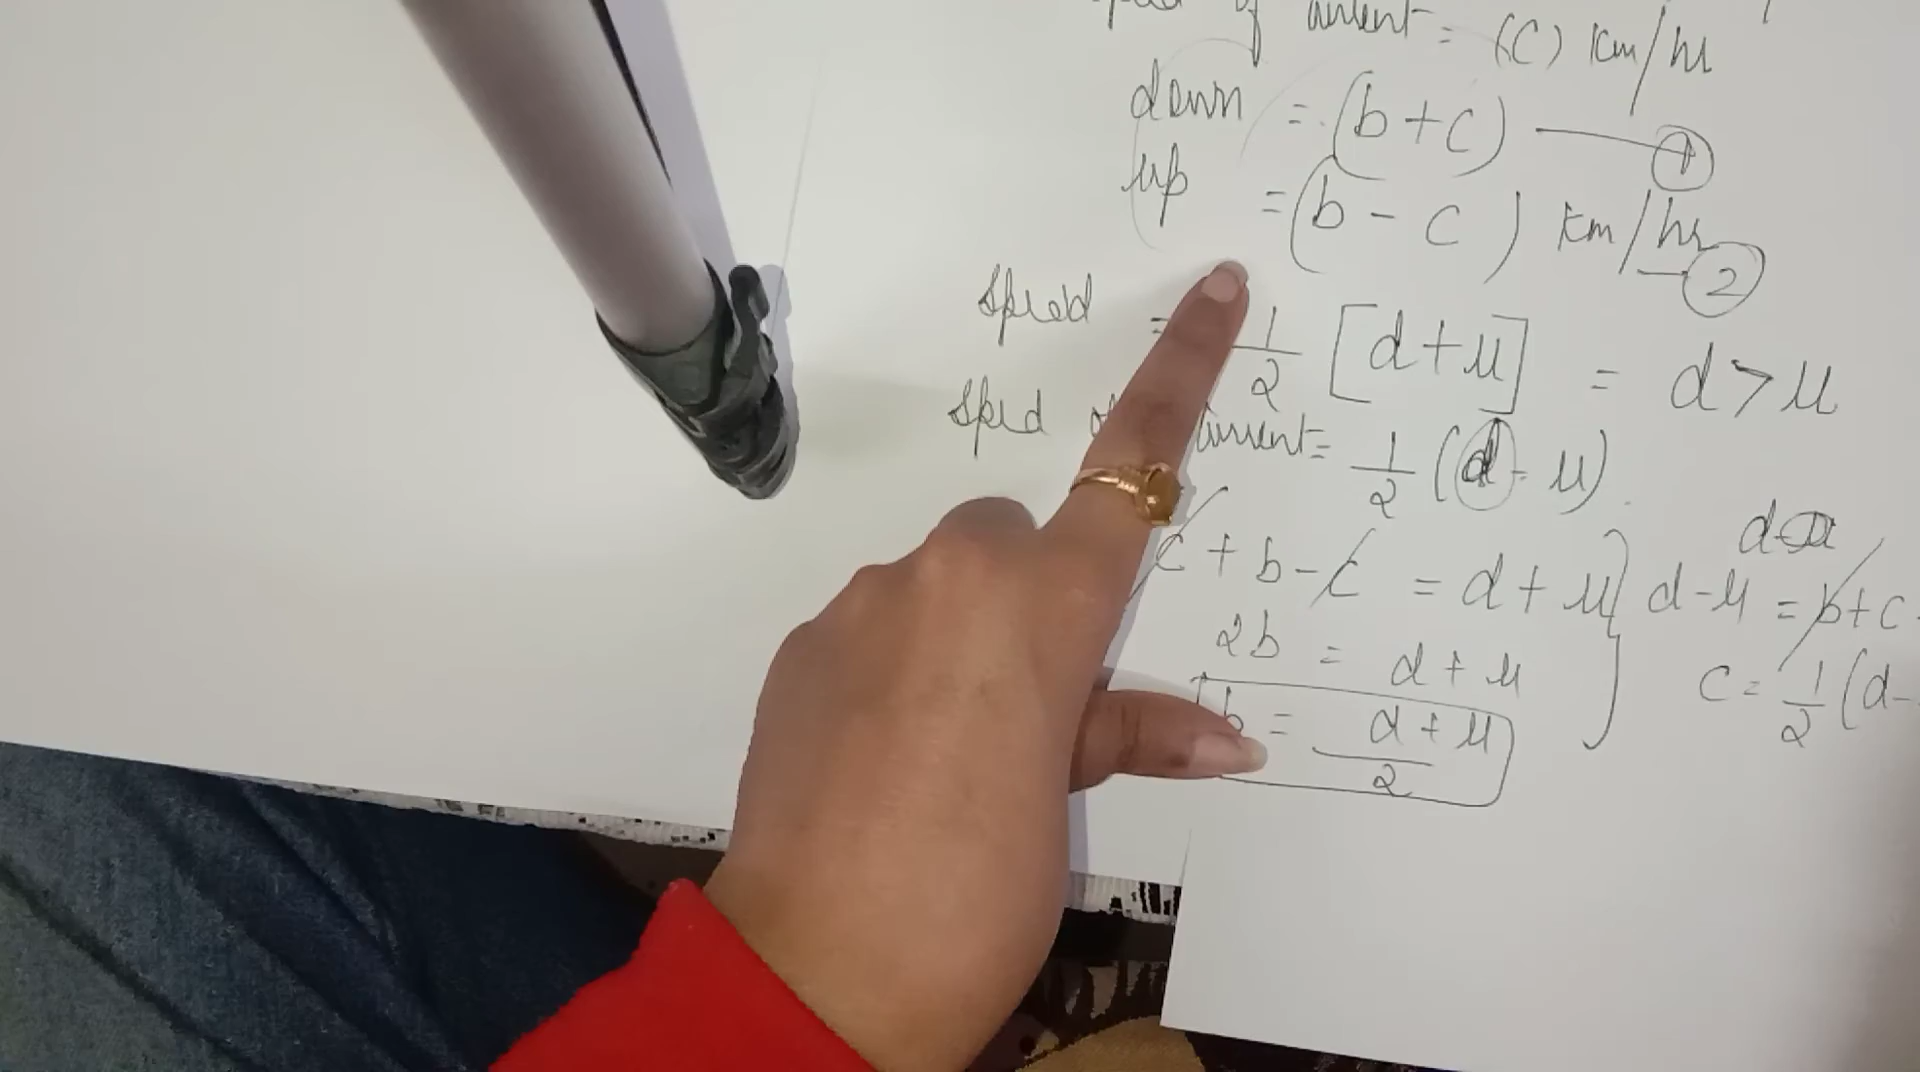 of current = (C) Km/hr
down = (b+c) — 1
up = (b - c) Km/hr 2
Speed = 1/2 [d+u] = d>u
Sped current = 1/2 (d - u)
c + b - c = d + u
2b = d + u
b = d + u / 2
d-u = b+c
c = 1/2 (d-